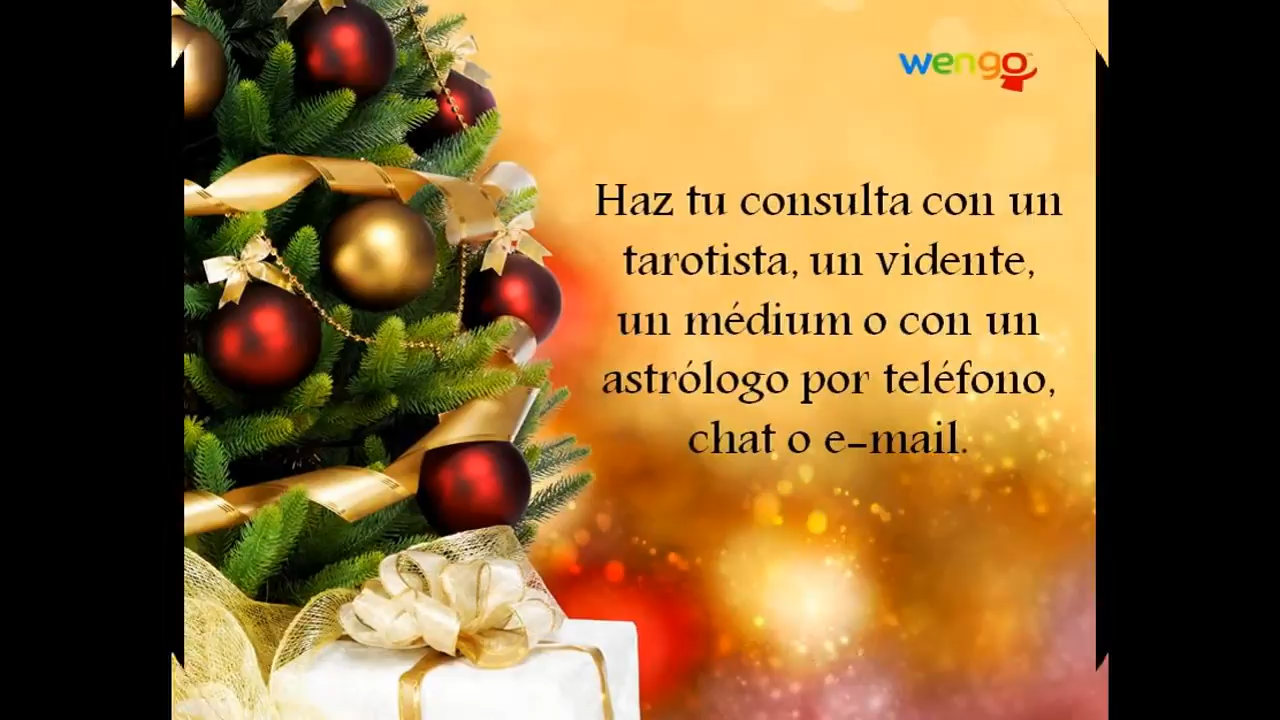 wengo
Haz tu consulta con un
tarotista, un vidente,
un médium o con un
astrólogo por teléfono,
chat o e-mail.